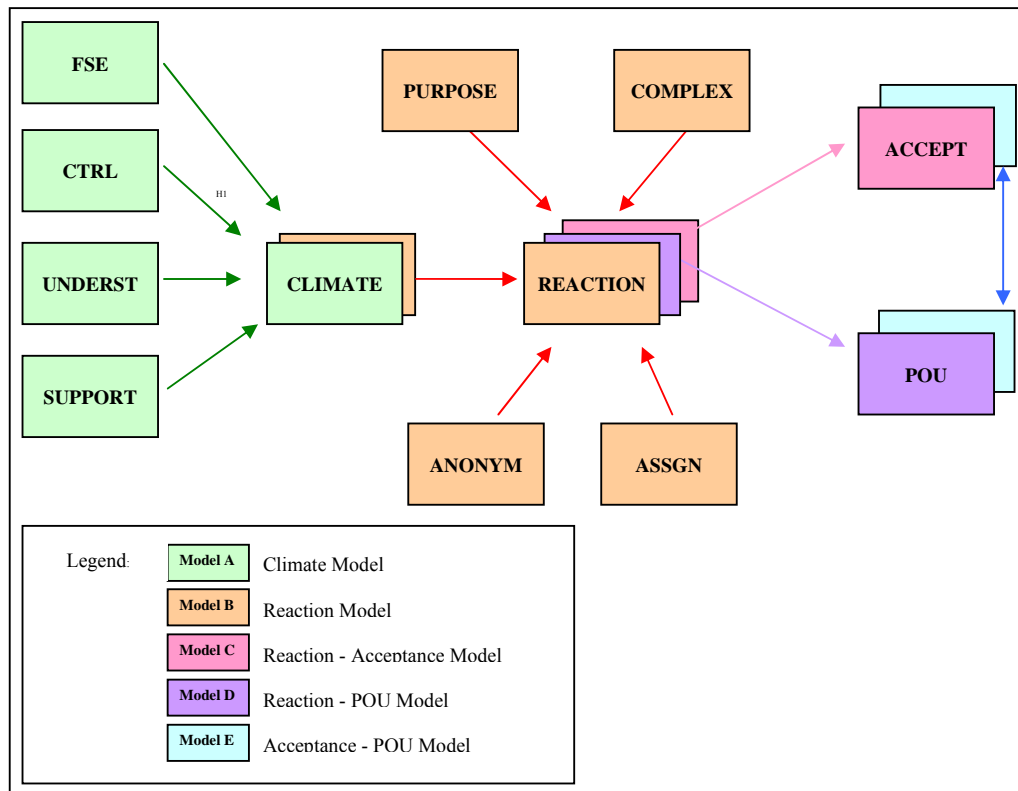 FSE
PURPOSE
COMPLEX
ACCEPT
CTRL
H1
UNDERST
CLIMATE
REACTION
SUPPORT
POU
ANONYM
ASSGN
Legend:
Model A Climate Model
Model B Reaction Model
Model C Reaction - Acceptance Model
Model D Reaction - POU Model
Model E Acceptance - POU Model